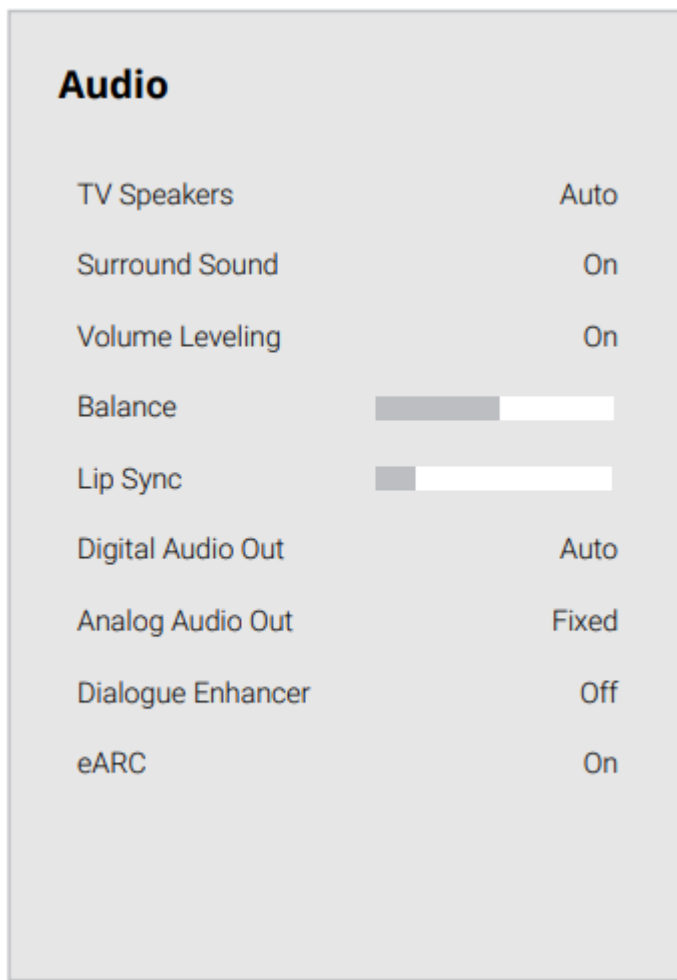 Audio
TV Speakers Auto
Surround Sound On
Volume Leveling On
Balance
Lip Sync
Digital Audio Out Auto
Analog Audio Out Fixed
Dialogue Enhancer Off
eARC On